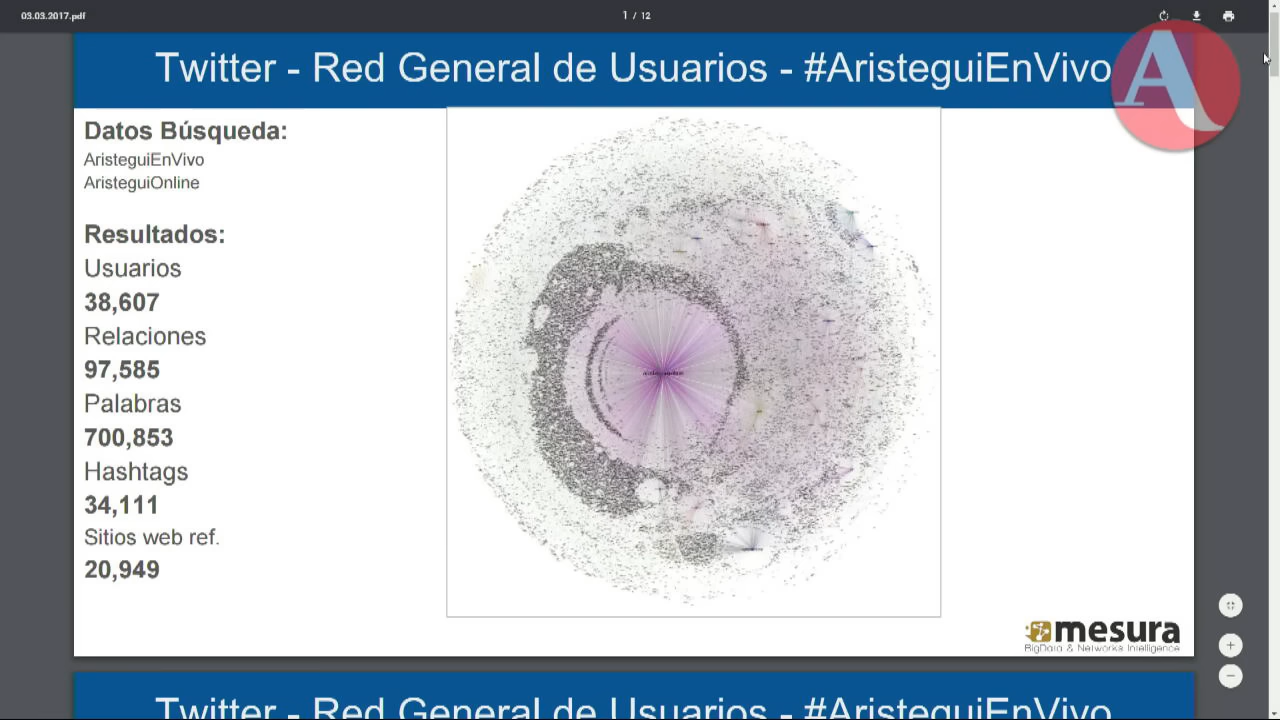 03.03.2017.pdf
1 / 12
Twitter - Red General de Usuarios - #AristeguiEnVivo
A
Datos Búsqueda:
AristeguiEnVivo
AristeguiOnline
Resultados:
Usuarios
38,607
Relaciones
97,585
Palabras
700,853
Hashtags
34,111
Sitios web ref.
20,949
mesura
BigData & Networks Intelligence
Twitter - Red General de Usuarios - #AristeguiEnVivo